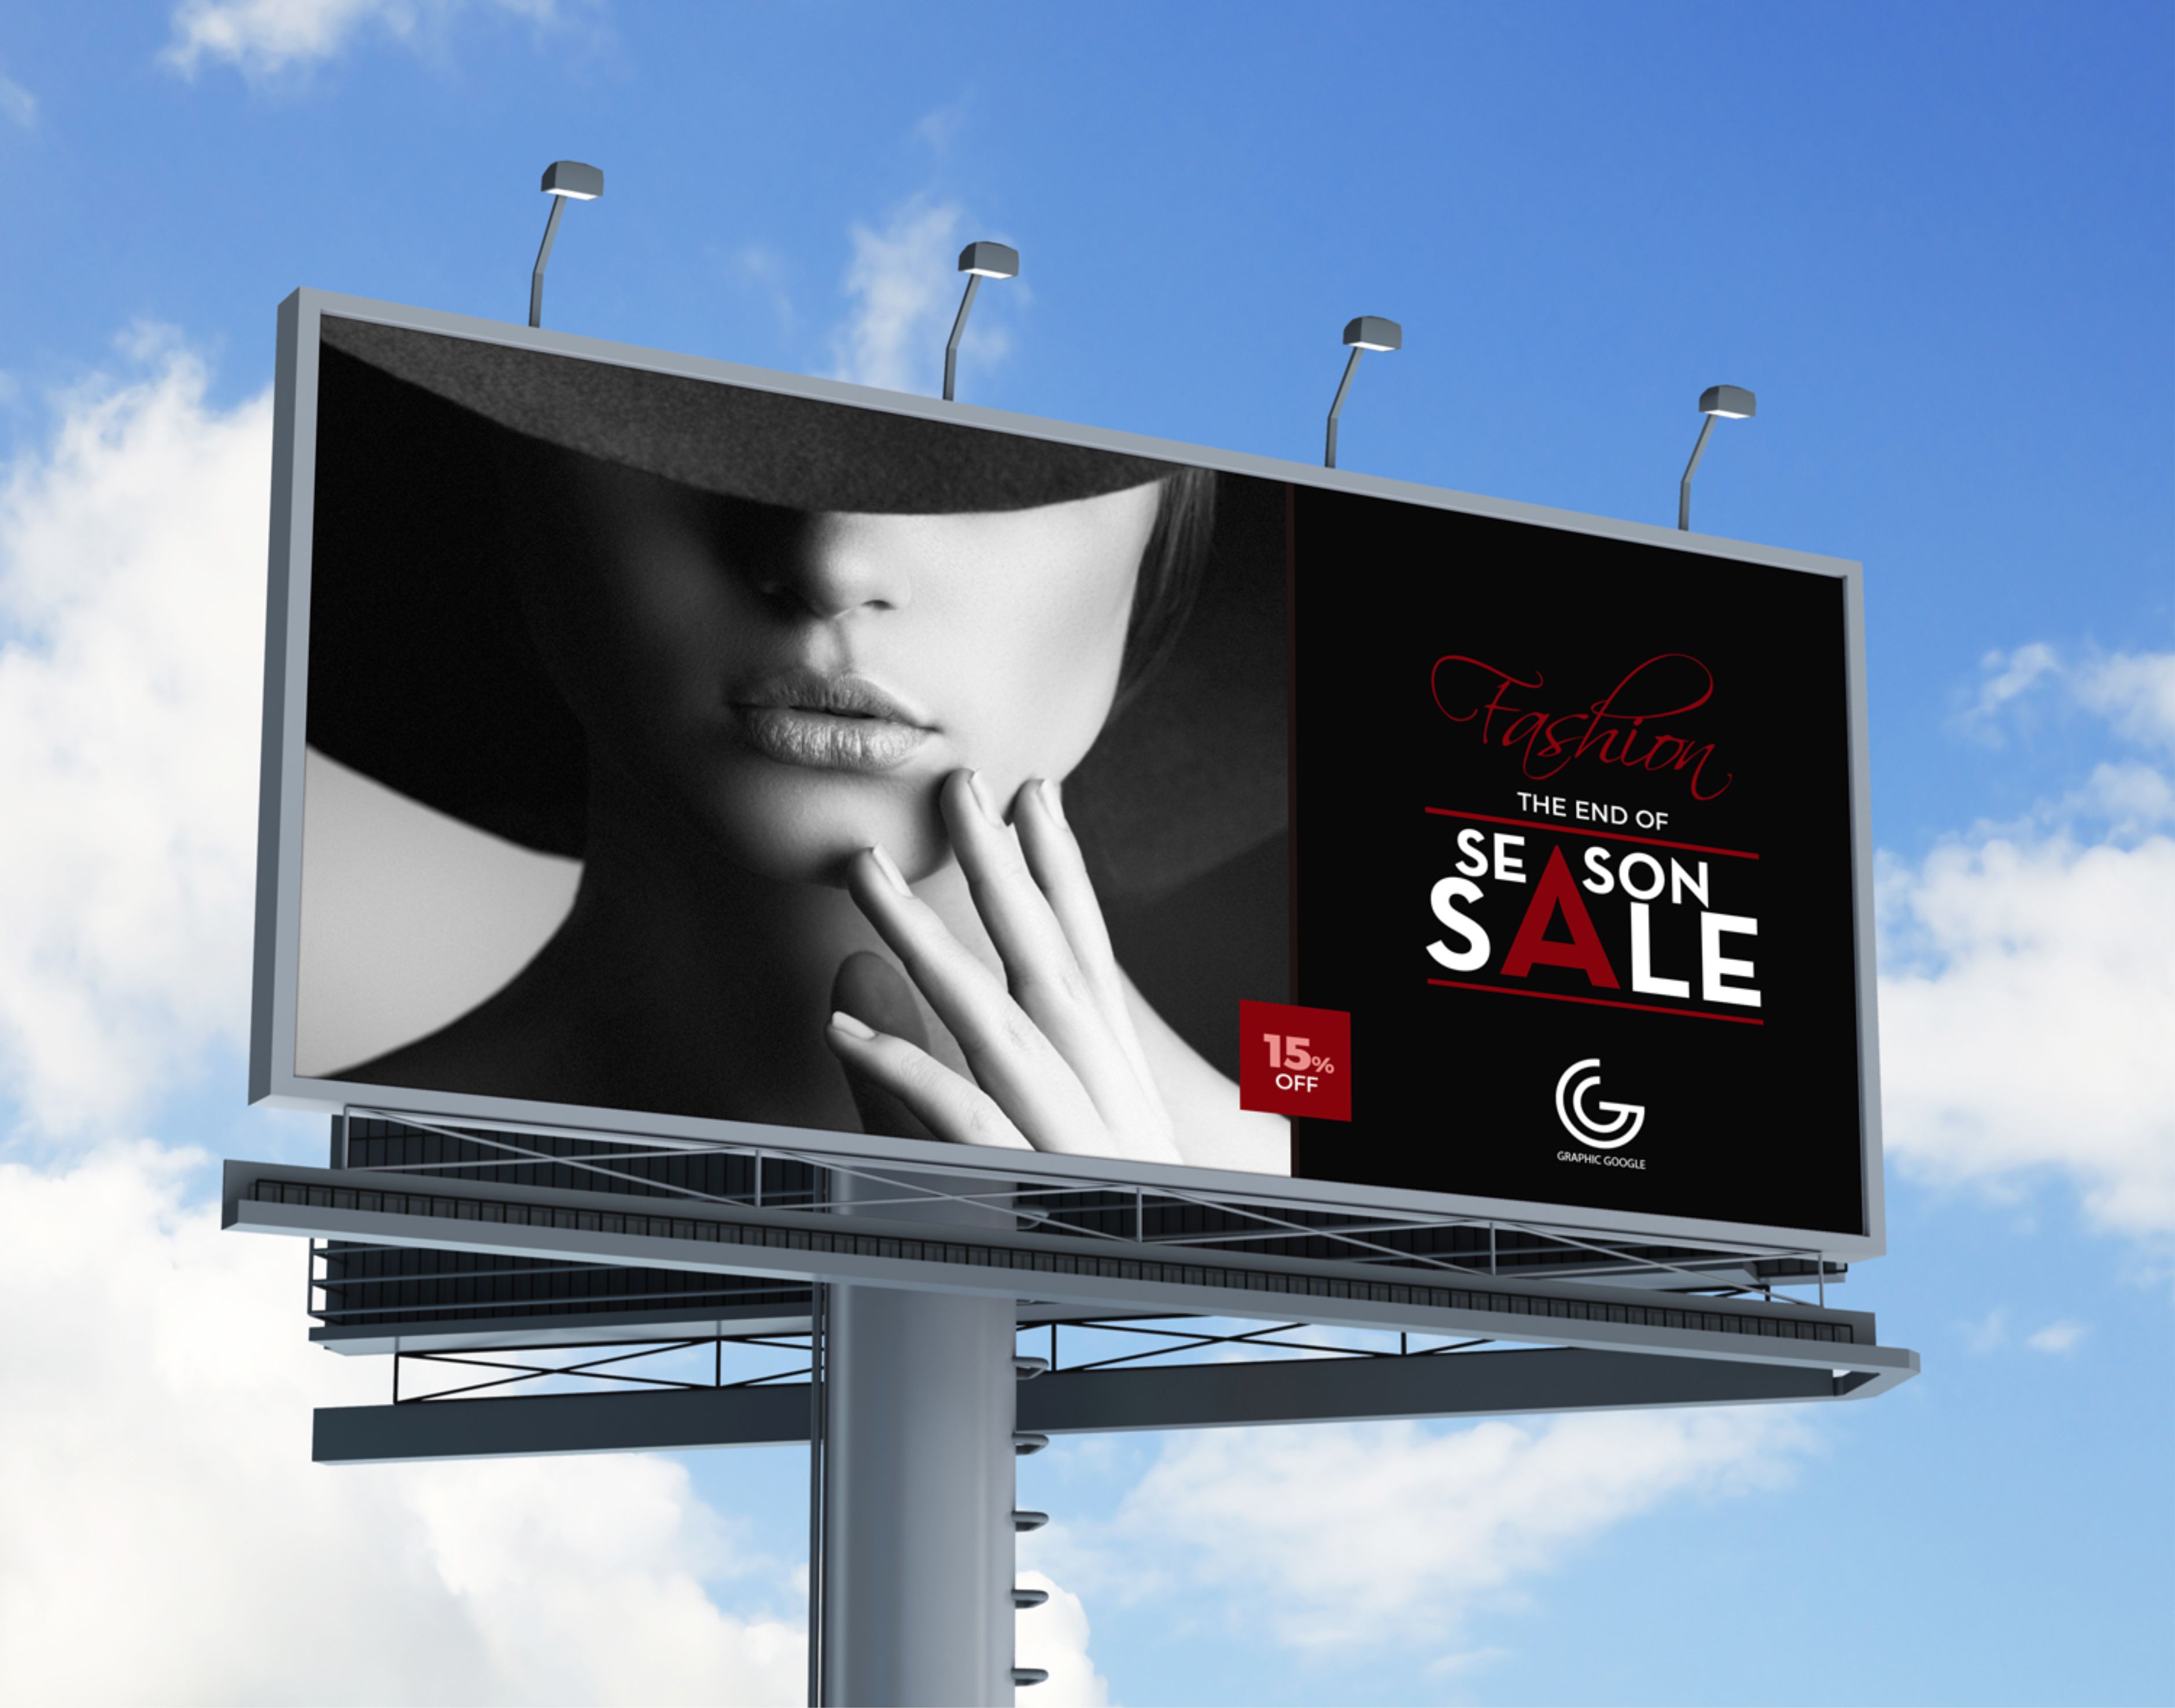 Fashion
THE END OF
SEASON
SALE
15%
OFF
GRAPHIC GOOGLE